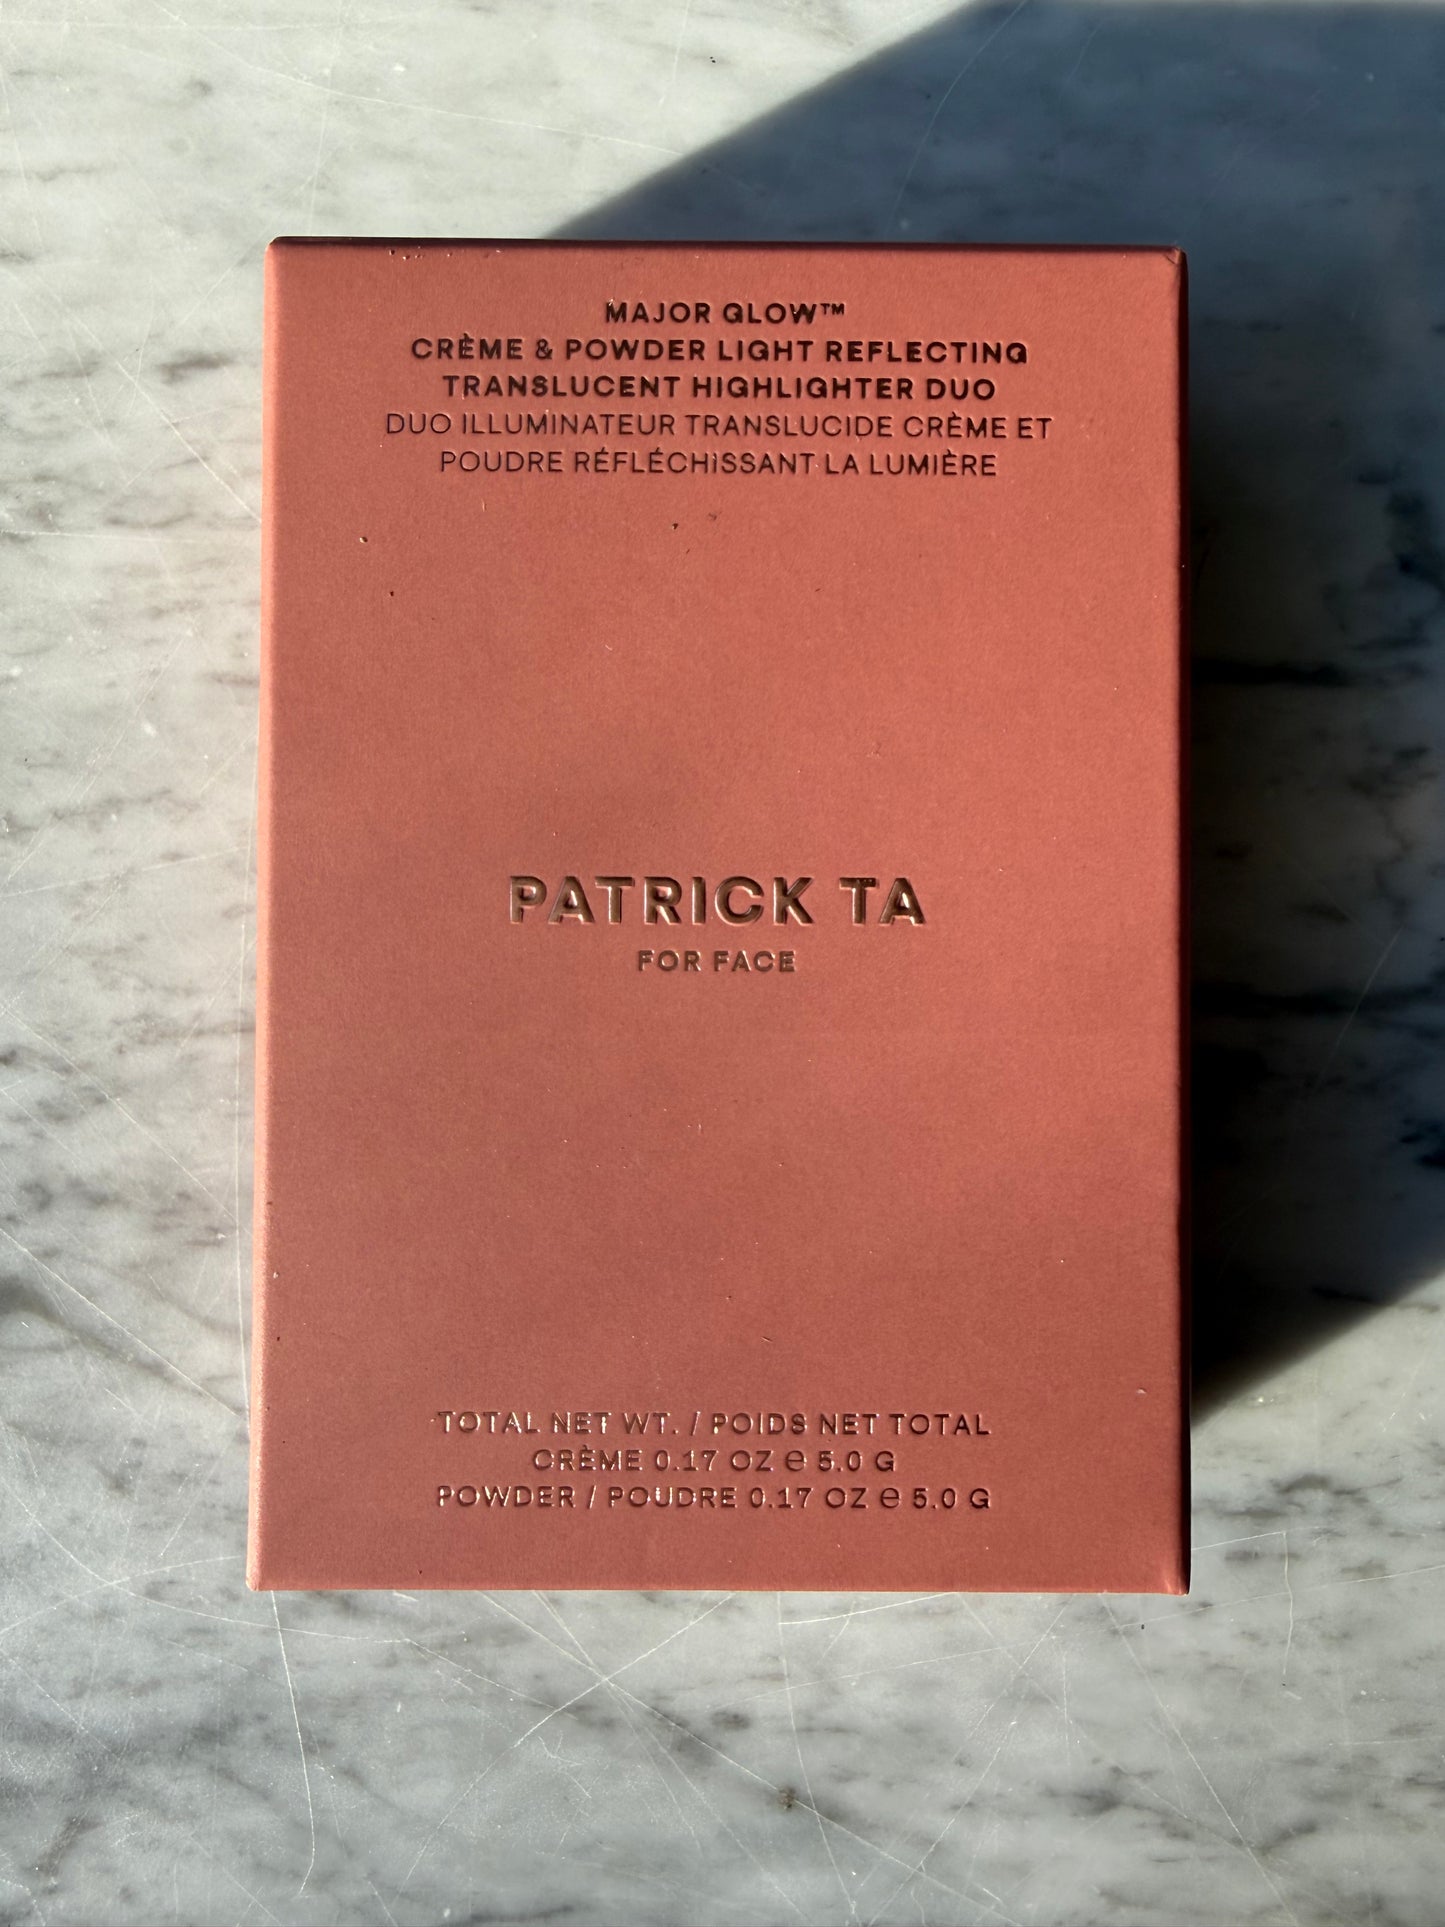 MAJOR GLOW™
CRÈME & POWDER LIGHT REFLECTING
TRANSLUCENT HIGHLIGHTER DUO
DUO ILLUMINATEUR TRANSLUCIDE CRÈME ET
POUDRE RÉFLÉCHISSANT LA LUMIÈRE
PATRICK TA
FOR FACE
TOTAL NET WT. / POIDS NET TOTAL
CRÈME 0.17 OZ ℮ 5.0 G
POWDER / POUDRE 0.17 OZ ℮ 5.0 G